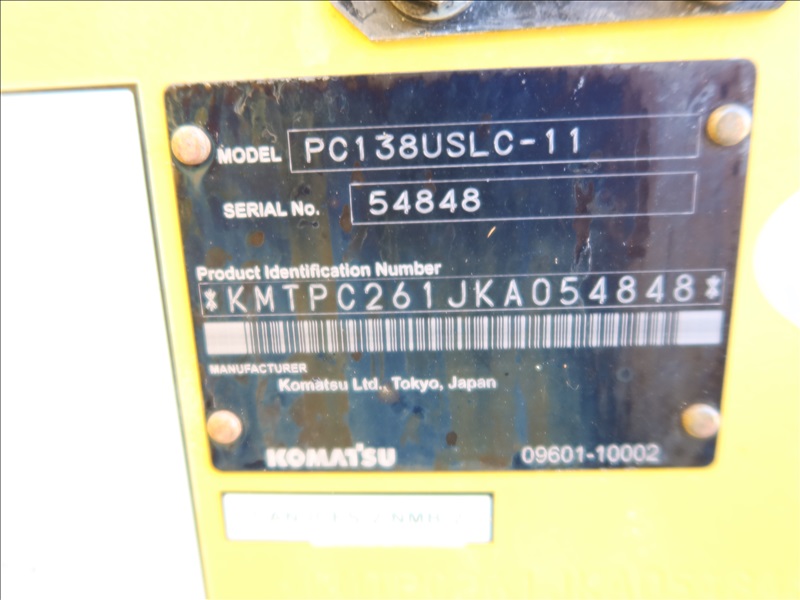 MODEL PC138USLC-11
SERIAL No. 54848
Product Identification Number
*KMTPC261JKA054848*
MANUFACTURER
Komatsu Ltd., Tokyo, Japan
KOMATSU 09601-10002